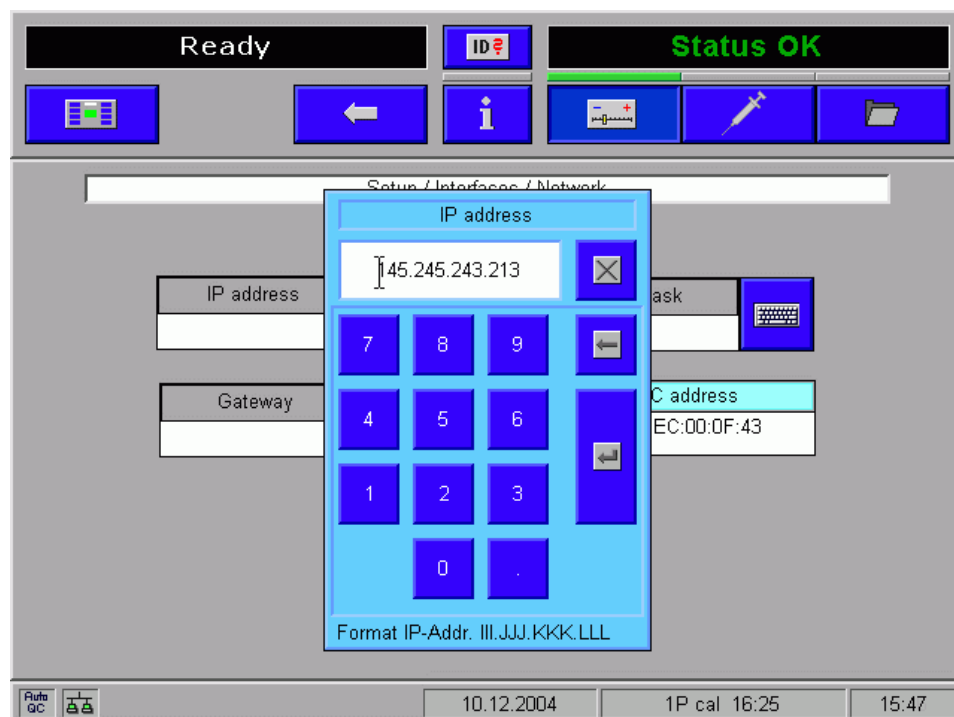 Ready
ID?
Status OK
i
- +
Setup / Interfaces / Network
IP address
145.245.243.213
IP address
ask
7
8
9
Gateway
C address
EC:00:0F:43
4
5
6
1
2
3
0
.
Format IP-Addr. III.JJJ.KKK.LLL
Auto
QC
10.12.2004
1P cal 16:25
15:47